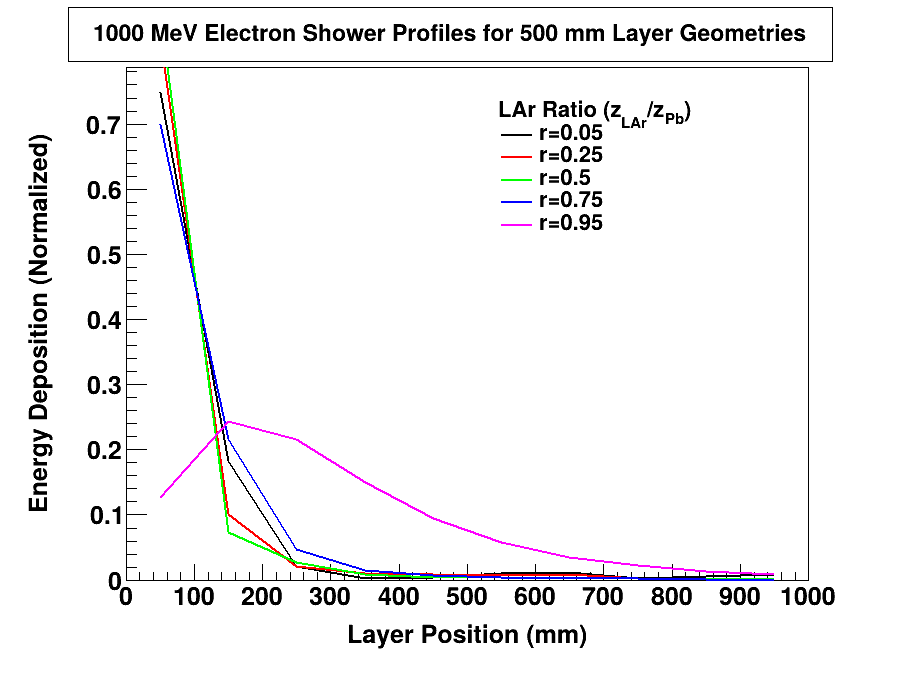 1000 MeV Electron Shower Profiles for 500 mm Layer Geometries
LAr Ratio (z_LAr/z_Pb)
r=0.05
r=0.25
r=0.5
r=0.75
r=0.95
Energy Deposition (Normalized)
0.7
0.6
0.5
0.4
0.3
0.2
0.1
0
0 100 200 300 400 500 600 700 800 900 1000
Layer Position (mm)